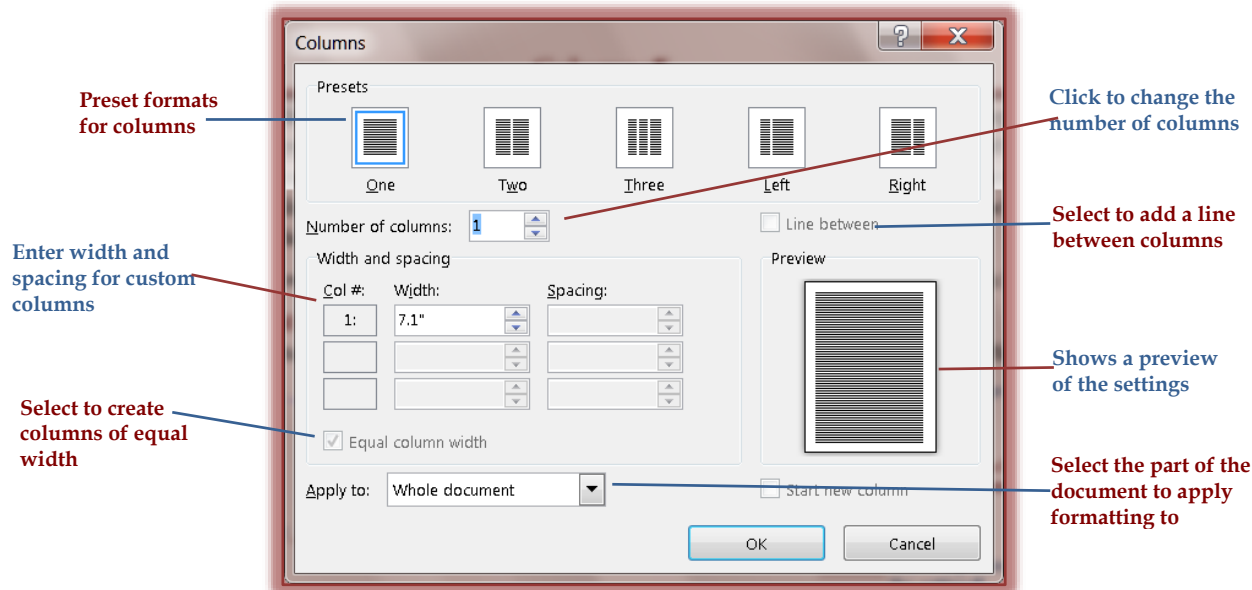 Columns
Presets
Preset formats
for columns
Click to change the
number of columns
One
Two
Three
Left
Right
Number of columns: 1
Line between
Select to add a line
between columns
Enter width and
spacing for custom
columns
Width and spacing
Col #: Width: Spacing:
1: 7.1"
Preview
Shows a preview
of the settings
Select to create
columns of equal
width
Equal column width
Apply to: Whole document
Start new column
Select the part of the
document to apply
formatting to
OK
Cancel